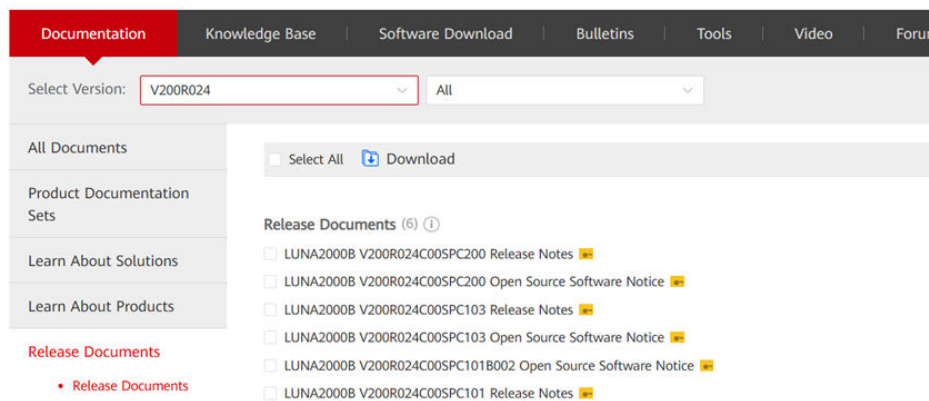 Documentation
Knowledge Base
Software Download
Bulletins
Tools
Video
Select Version:
V200R024
All
All Documents
Product Documentation
Sets
Learn About Solutions
Learn About Products
Release Documents
Release Documents
Select All
Download
Release Documents (6)
LUNA2000B V200R024C00SPC200 Release Notes
LUNA2000B V200R024C00SPC200 Open Source Software Notice
LUNA2000B V200R024C00SPC103 Release Notes
LUNA2000B V200R024C00SPC103 Open Source Software Notice
LUNA2000B V200R024C00SPC101B002 Open Source Software Notice
LUNA2000B V200R024C00SPC101 Release Notes